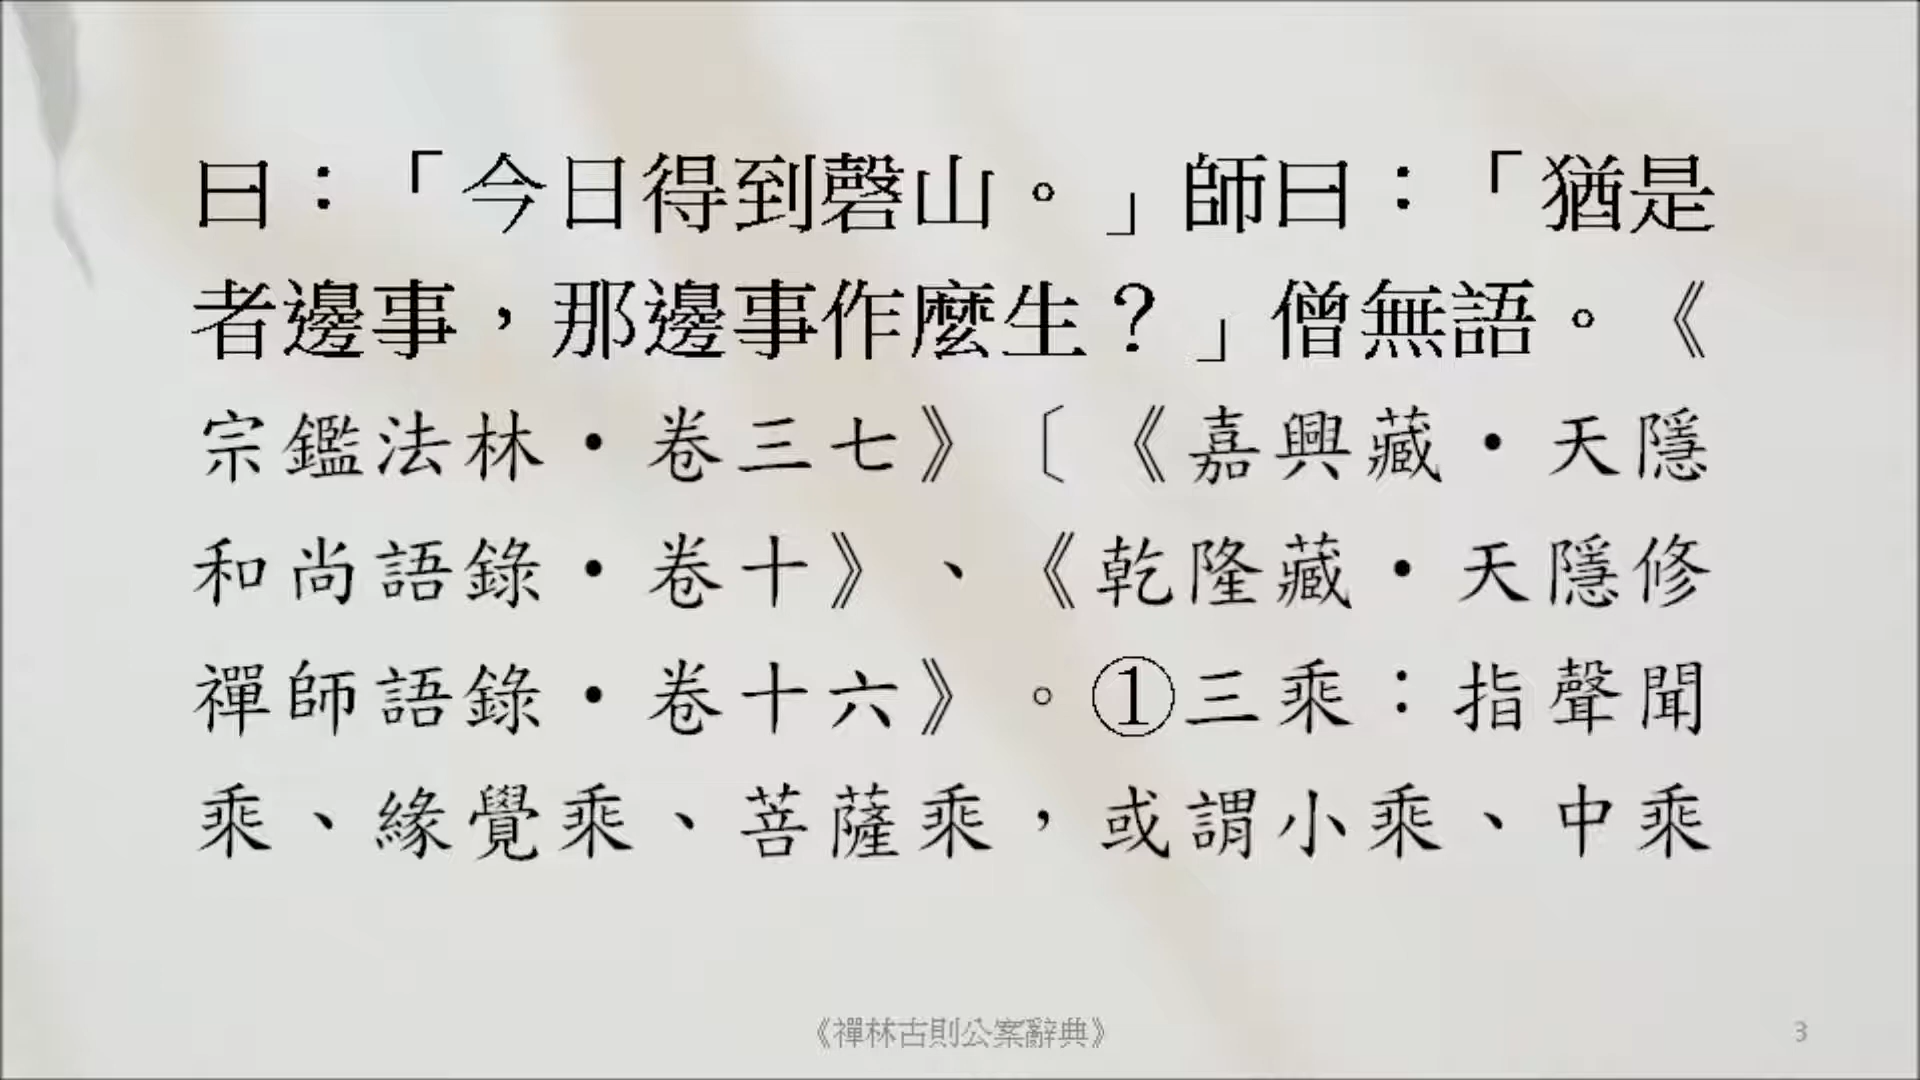 曰：「今日得到磬山。」師曰：「猶是
者邊事，那邊事作麼生？」僧無語。《
宗鑑法林•卷三七》〔《嘉興藏•天隱
和尚語錄•卷十》、《乾隆藏•天隱修
禪師語錄•卷十六》。①三乘：指聲聞
乘、緣覺乘、菩薩乘，或謂小乘、中乘
《禪林古則公案辭典》
3